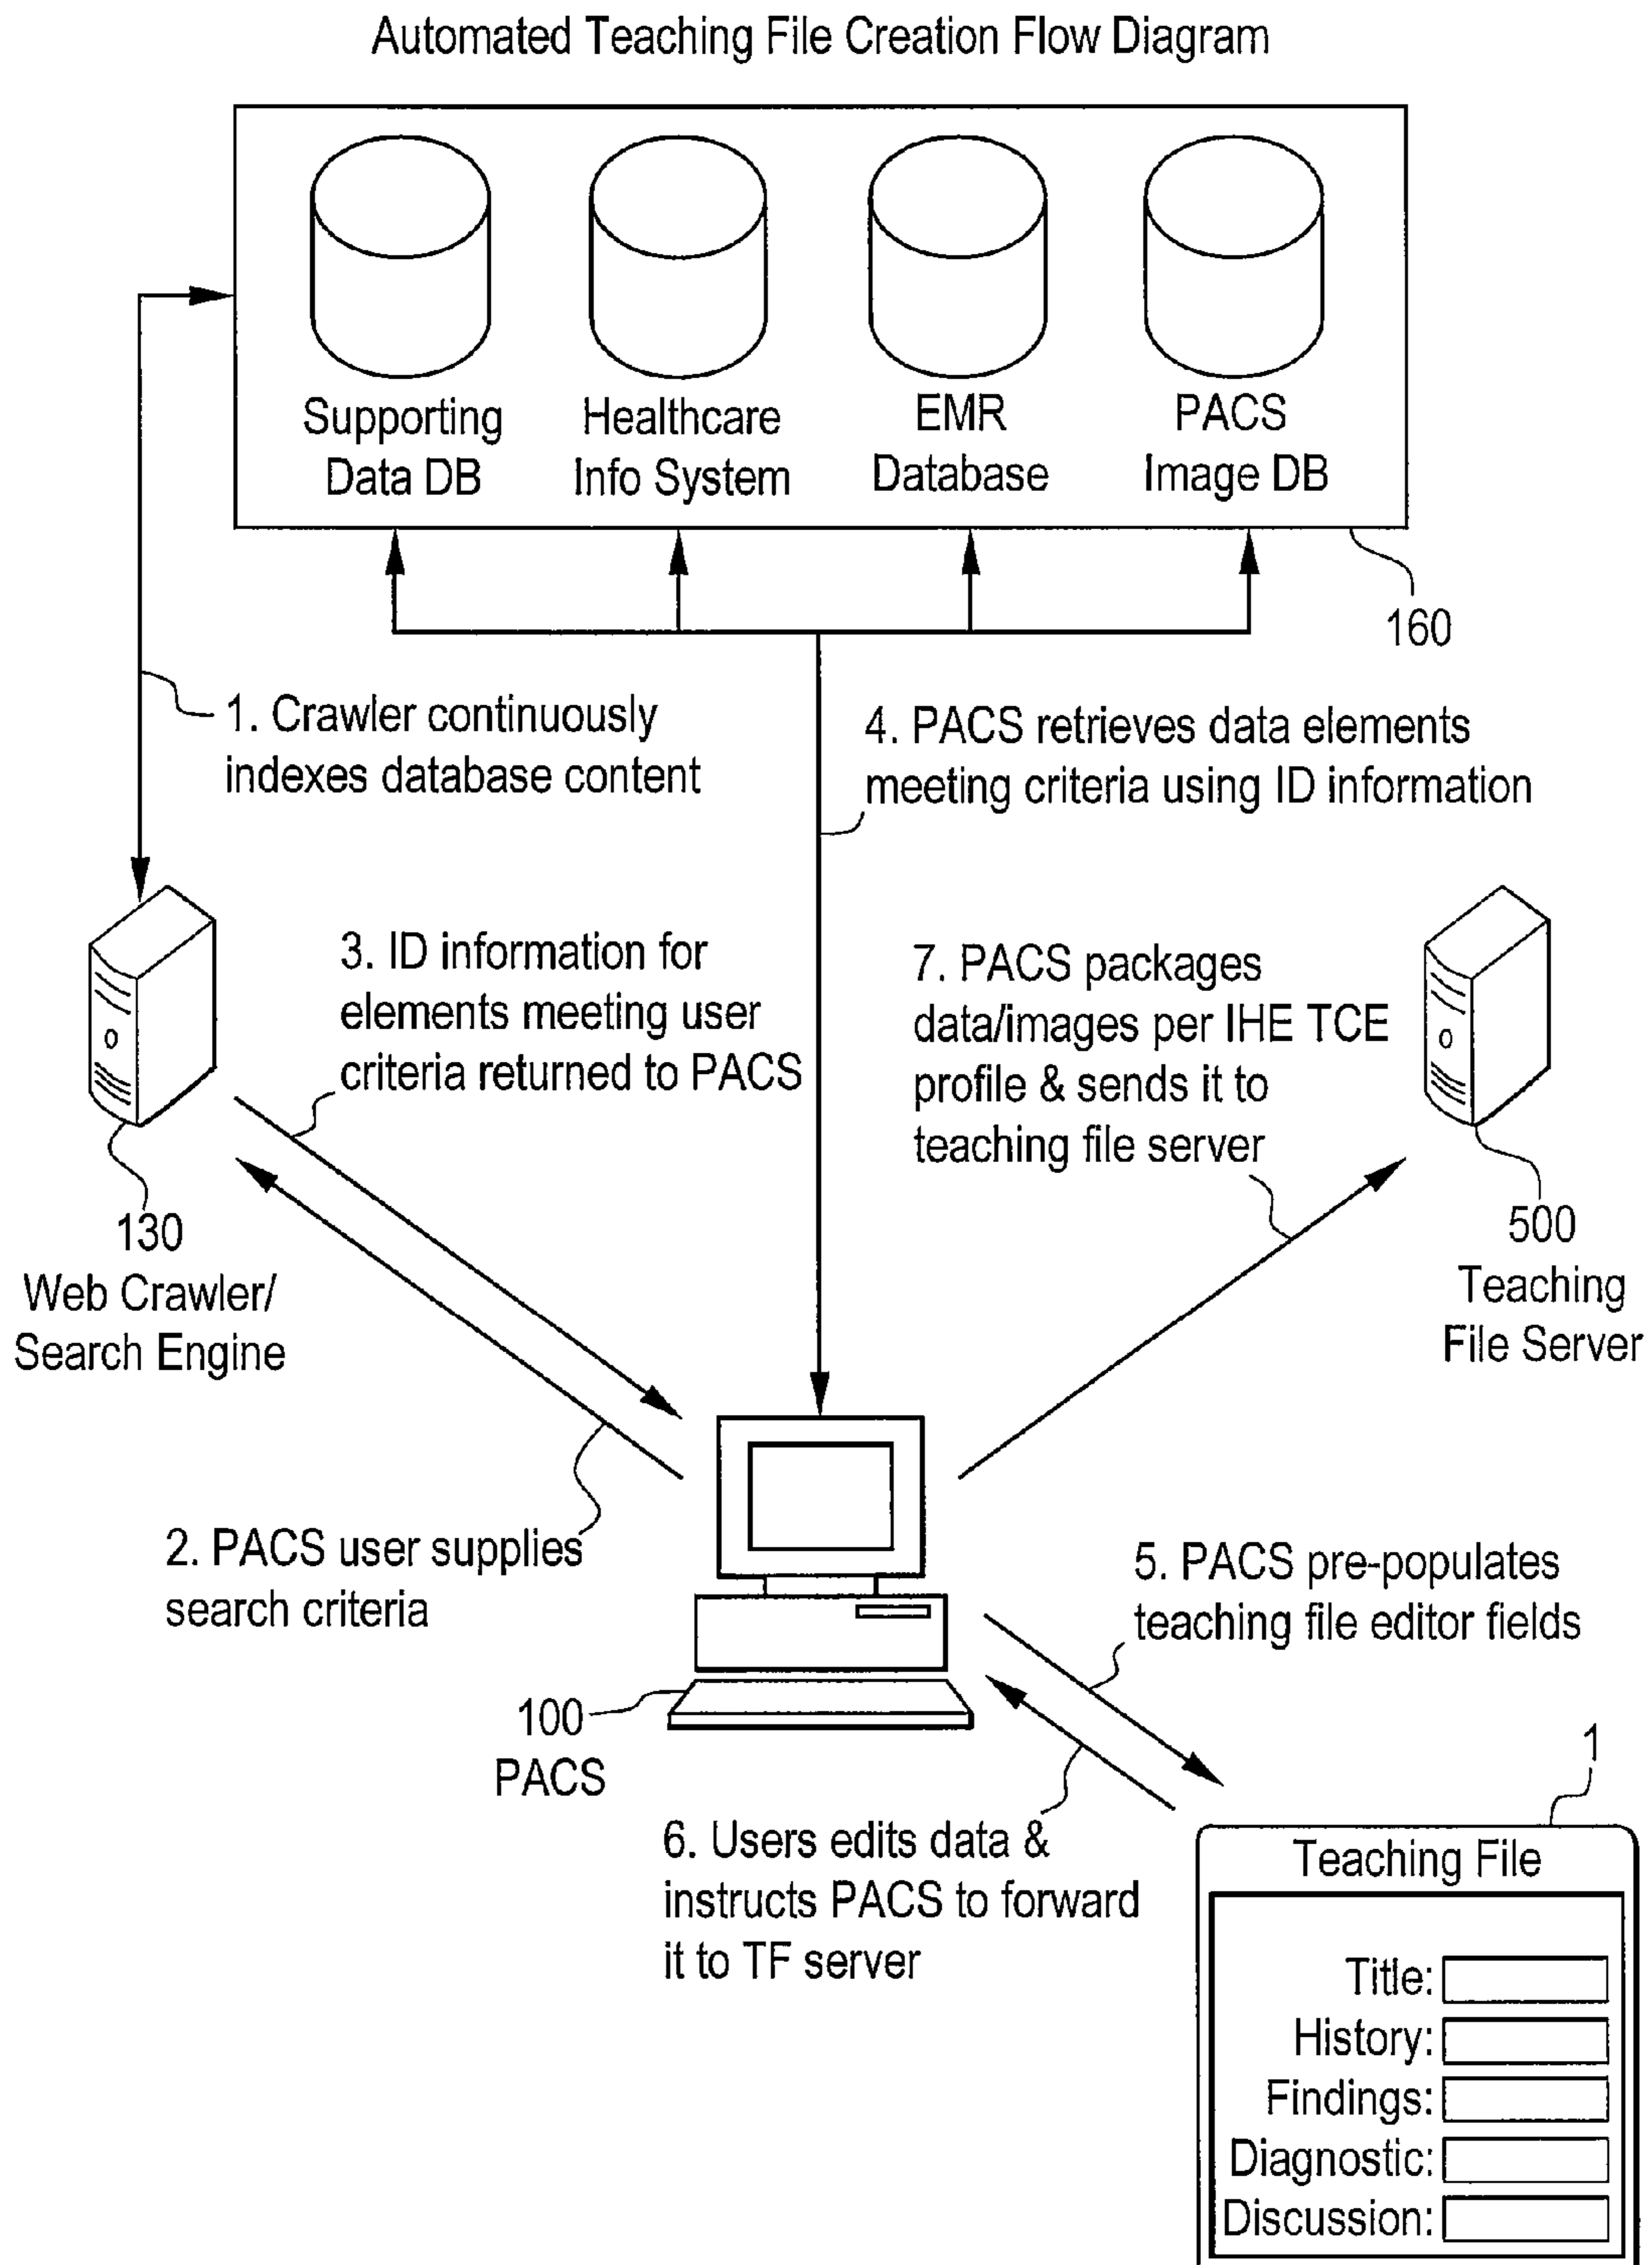 Automated Teaching File Creation Flow Diagram
Supporting
Data DB
Healthcare
Info System
EMR
Database
PACS
Image DB
160
1. Crawler continuously
indexes database content
4. PACS retrieves data elements
meeting criteria using ID information
3. ID information for
elements meeting user
criteria returned to PACS
7. PACS packages
data/images per IHE TCE
profile & sends it to
teaching file server
130
Web Crawler/
Search Engine
500
Teaching
File Server
2. PACS user supplies
search criteria
5. PACS pre-populates
teaching file editor fields
100
PACS
6. Users edits data &
instructs PACS to forward
it to TF server
1
Teaching File
Title:
History:
Findings:
Diagnostic:
Discussion: